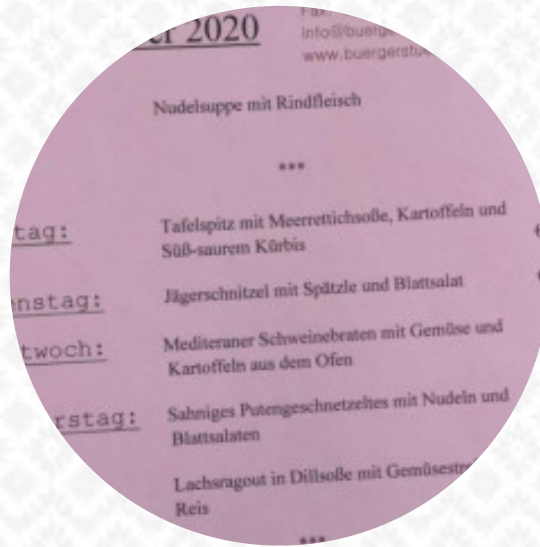 er 2020
Fax:
info@buerge
www.buergerstu
Nudelsuppe mit Rindfleisch
***
tag:
Tafelspitz mit Meerrettichsoße, Kartoffeln und
Süß-saurem Kürbis
nstag:
Jägerschnitzel mit Spätzle und Blattsalat
twoch:
Mediteraner Schweinebraten mit Gemüse und
Kartoffeln aus dem Ofen
rstag:
Sahniges Putengeschnetzeltes mit Nudeln und
Blattsalaten
Lachsragout in Dillsoße mit Gemüsestre
Reis
***